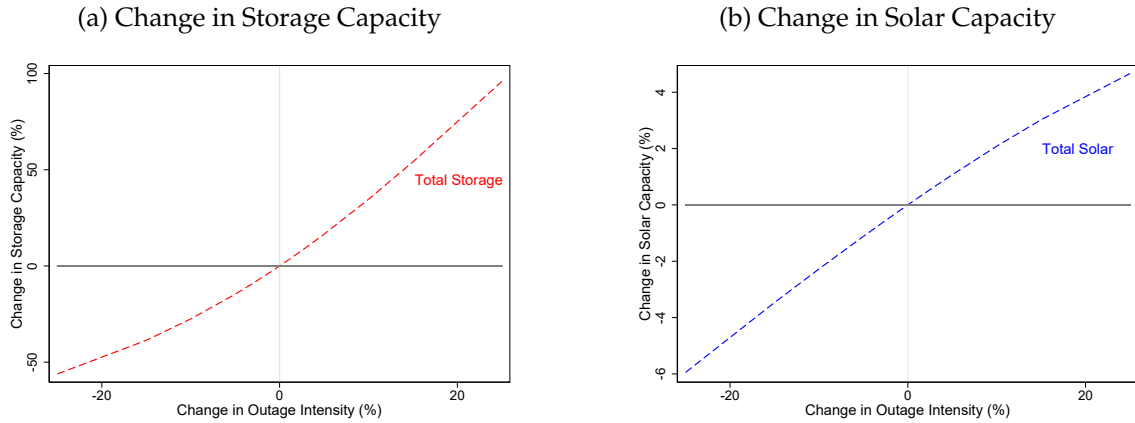 (a) Change in Storage Capacity
Change in Storage Capacity (%)
100
50
0
-50
Total Storage
-20
0
20
Change in Outage Intensity (%)
(b) Change in Solar Capacity
Change in Solar Capacity (%)
4
2
0
-2
-4
-6
Total Solar
-20
0
20
Change in Outage Intensity (%)